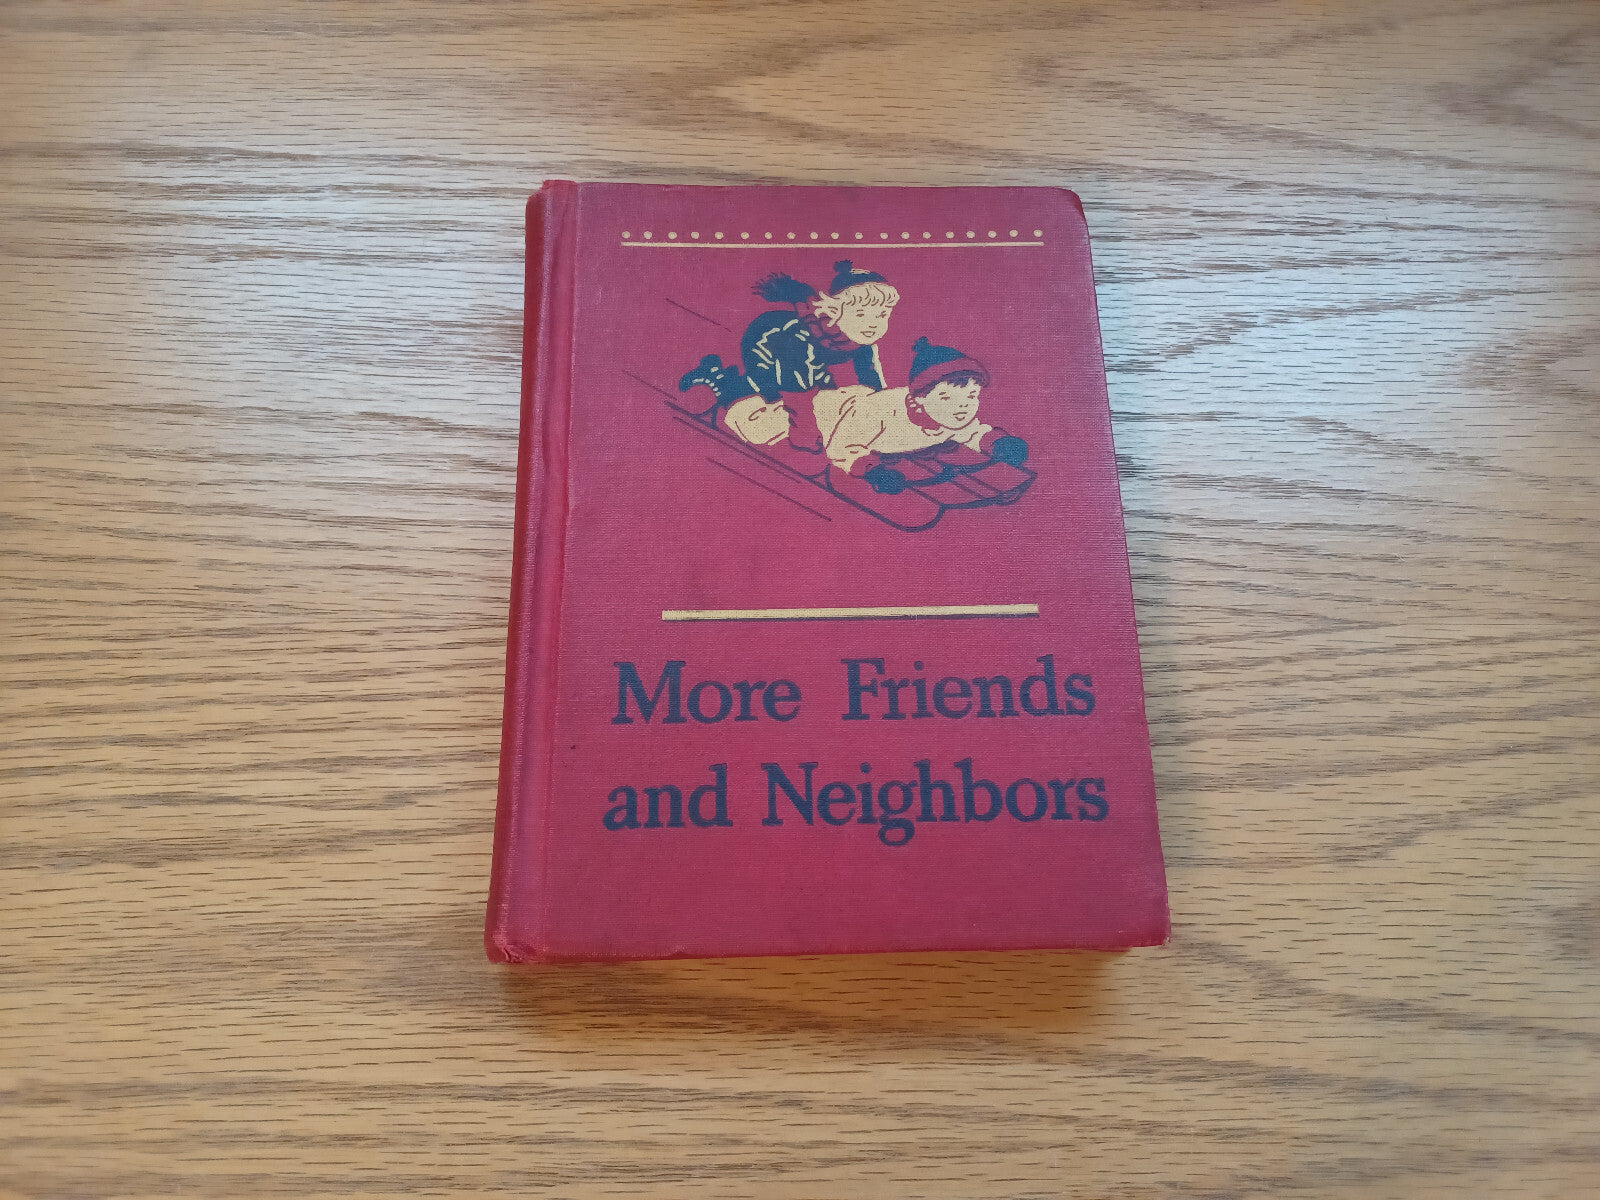 More Friends
and Neighbors